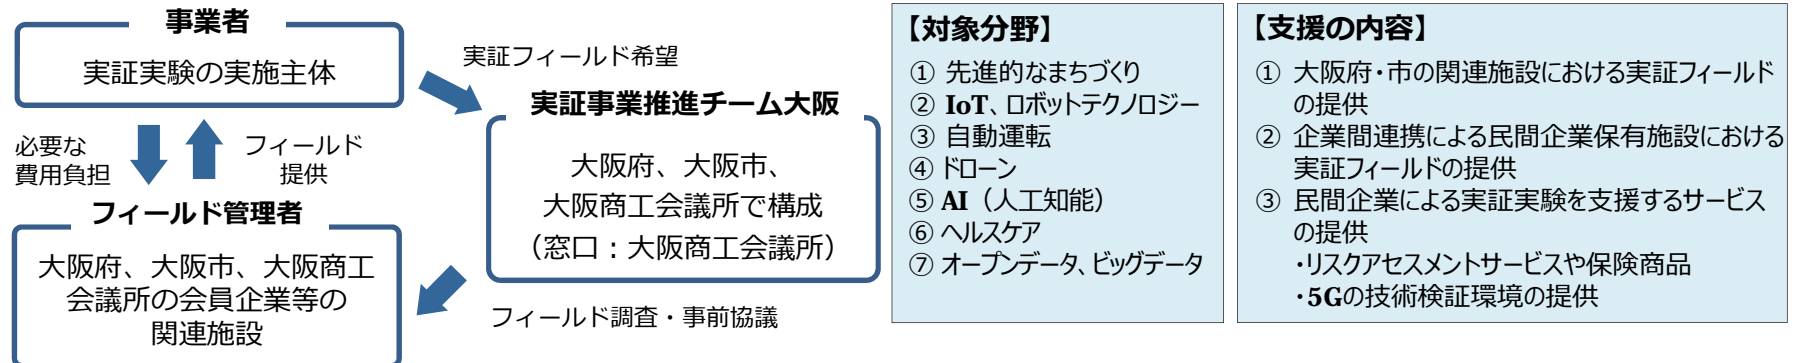 事業者
実証実験の実施主体
実証フィールド希望
必要な
費用負担
フィールド
提供
フィールド管理者
大阪府、大阪市、大阪商工
会議所の会員企業等の
関連施設
実証事業推進チーム大阪
大阪府、大阪市、
大阪商工会議所で構成
（窓口：大阪商工会議所）
フィールド調査・事前協議
【対象分野】
① 先進的なまちづくり
② IoT、ロボットテクノロジー
③ 自動運転
④ ドローン
⑤ AI（人工知能）
⑥ ヘルスケア
⑦ オープンデータ、ビッグデータ
【支援の内容】
① 大阪府・市の関連施設における実証フィールド
の提供
② 企業間連携による民間企業保有施設における
実証フィールドの提供
③ 民間企業による実証実験を支援するサービス
の提供
・リスクアセスメントサービスや保険商品
・5Gの技術検証環境の提供